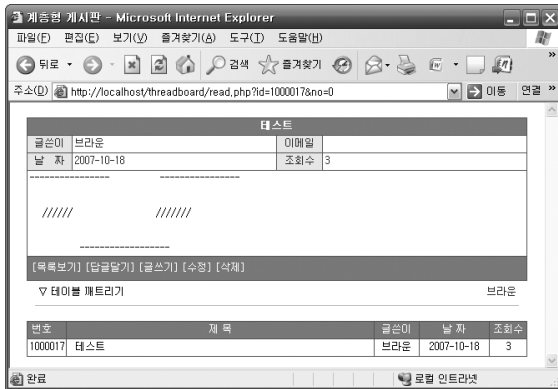 계층형 게시판 - Microsoft Internet Explorer
파일(F) 편집(E) 보기(V) 즐겨찾기(A) 도구(T) 도움말(H)
뒤로 검색 즐겨찾기
주소(D) http://localhost/threadboard/read.php?id=1000017&no=0 이동 연결 »
테스트
글쓴이 브라운 이메일
날 짜 2007-10-18 조회수 3
---------------- ----------------
////// ///////
------------------
[목록보기] [답글달기] [글쓰기] [수정] [삭제]
▽ 테이블 깨트리기 브라운
번호 제 목 글쓴이 날 짜 조회수
1000017 테스트 브라운 2007-10-18 3
완료 로컬 인트라넷